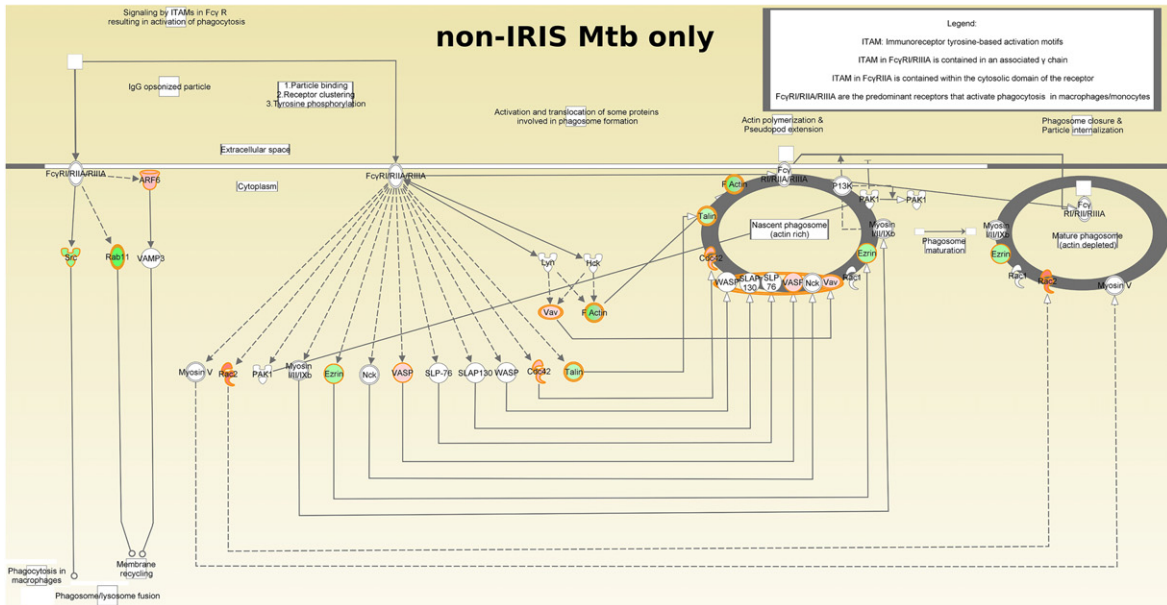 Signaling by ITAMs in Fcγ R
resulting in activation of phagocytosis
non-IRIS Mtb only
Legend:
ITAM: Immunoreceptor tyrosine-based activation motifs
ITAM in FcγRI/RIIIA is contained in an associated γ chain
ITAM in FcγRIIA is contained within the cytosolic domain of the receptor
FcγRI/RIIA/RIIIA are the predominant receptors that activate phagocytosis in macrophages/monocytes
IgG opsonized particle
1.Particle binding
2.Receptor clustering
3.Tyrosine phosphorylation
Activation and translocation of some proteins
involved in phagosome formation
Actin polymerization &
Pseudopod extension
Phagosome closure &
Particle internalization
Extracellular space
Cytoplasm
FcγRI/RIIA/RIIIA
ARF6
FcγRI/RIIA/RIIIA
Fcγ
RI/RIIA/RIIIA
F Actin
P13K
PAK1
PAK1
Talin
Myosin
I/II/IXb
Nascent phagosome
(actin rich)
Phagosome
maturation
Fcγ
RI/RII/RIIIA
Mature phagosome
(actin depleted)
Myosin
I/II/IXb
Ezrin
Rac1
Rac2
Myosin V
Src
Rab11
VAMP3
Lyn
Hck
Vav
F Actin
Cdc42
WASP
SLAP
130
SLP
76
VASP
Nck
Vav
Rac1
Ezrin
Myosin V
Rac2
PAK1
Myosin
I/II/IXb
Ezrin
Nck
VASP
SLP-76
SLAP130
WASP
Cdc42
Talin
Phagocytosis in
macrophages
Membrane
recycling
Phagosome/lysosome fusion